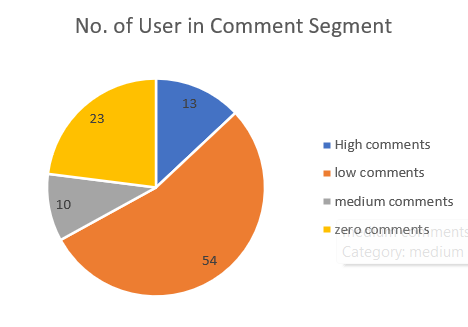 No. of User in Comment Segment
13
23
10
54
High comments
low comments
medium comments
zero comments
Category: medium